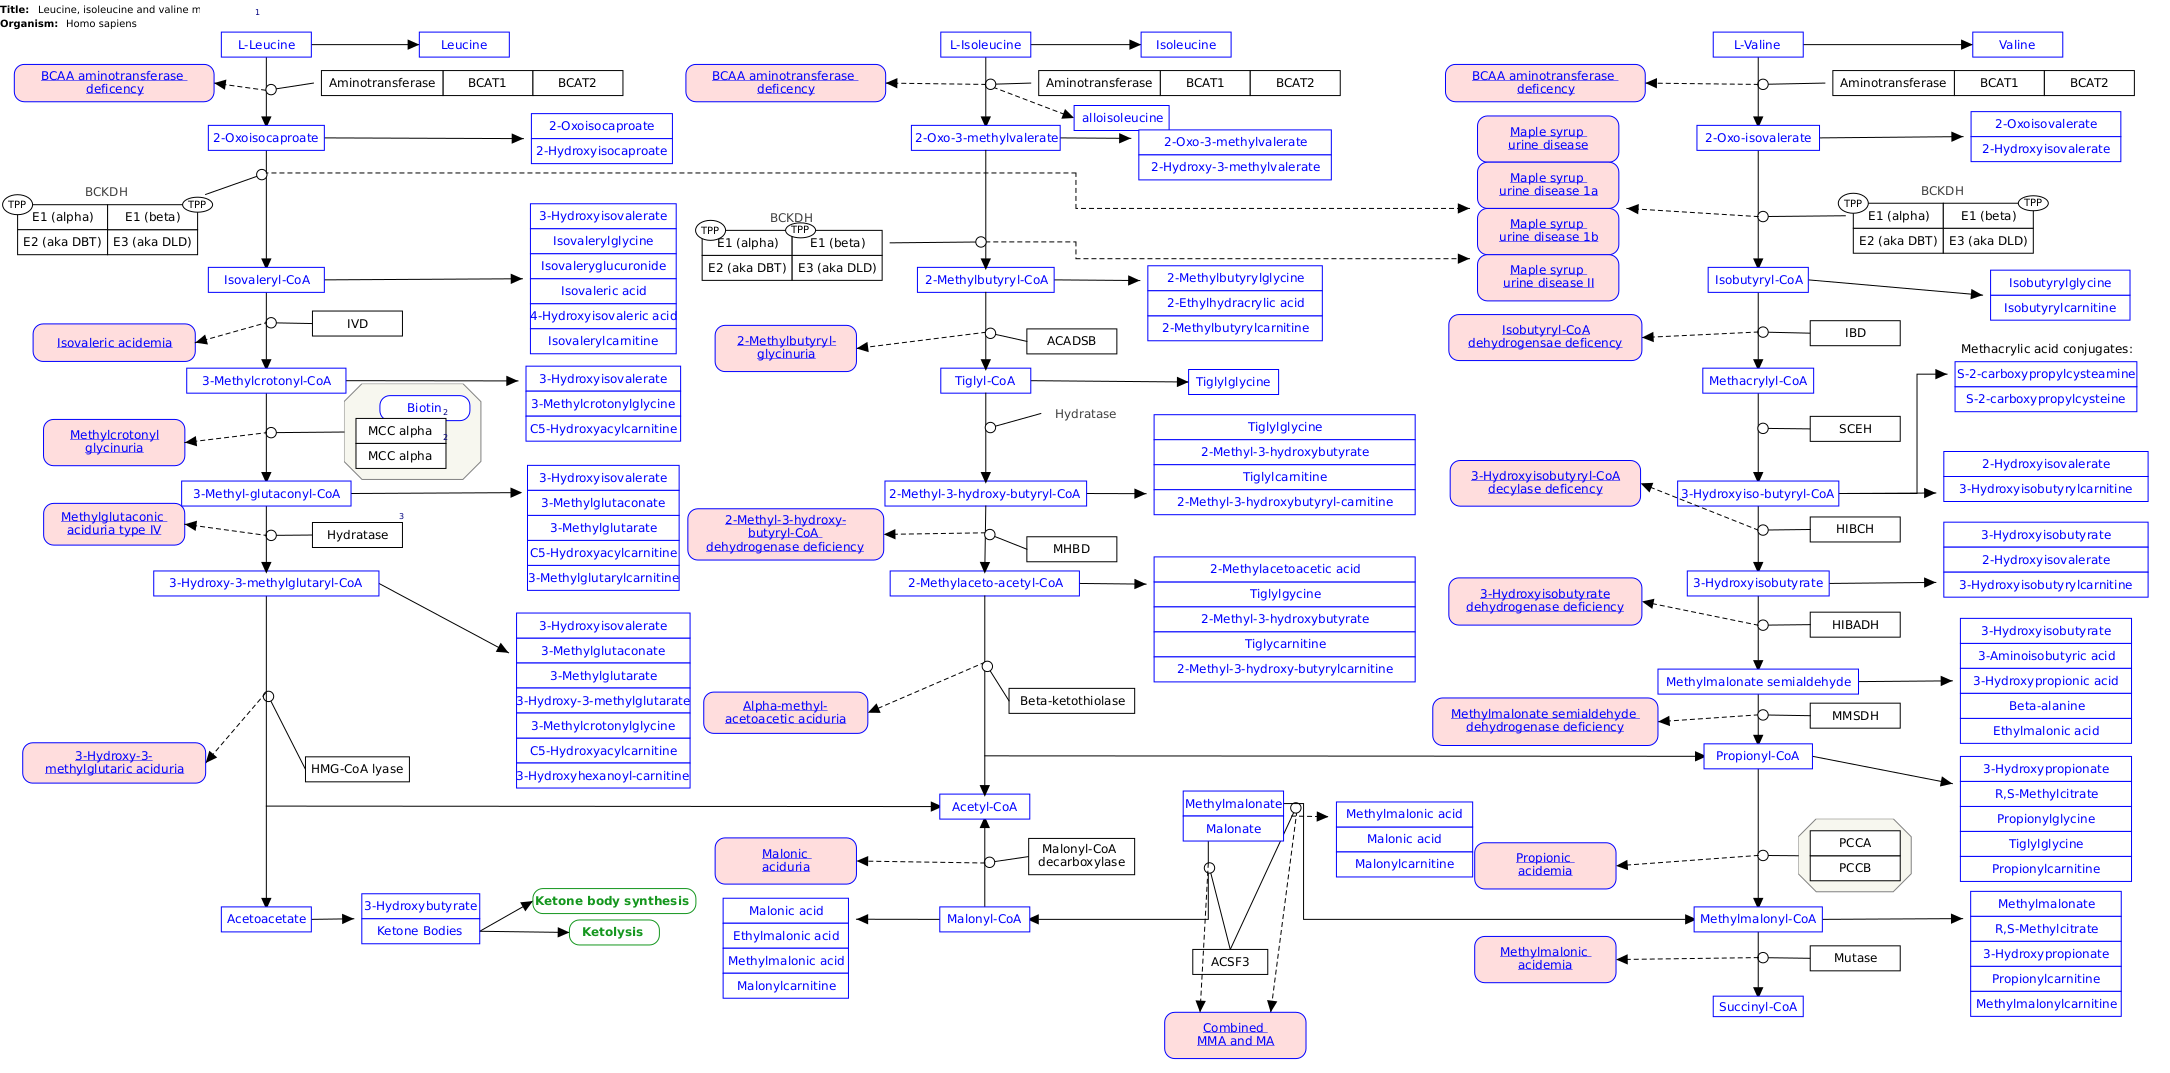 Title: Leucine, isoleucine and valine m
1
Organism: Homo sapiens
L-Leucine
Leucine
BCAA aminotransferase
deficency
Aminotransferase
BCAT1
BCAT2
2-Oxoisocaproate
2-Oxoisocaproate
2-Hydroxyisocaproate
BCKDH
TPP
TPP
E1 (alpha)
E1 (beta)
E2 (aka DBT)
E3 (aka DLD)
3-Hydroxyisovalerate
Isovalerylglycine
Isovaleryglucuronide
Isovaleric acid
4-Hydroxyisovaleric acid
Isovalerylcarnitine
Isovaleryl-CoA
IVD
Isovaleric acidemia
3-Methylcrotonyl-CoA
3-Hydroxyisovalerate
3-Methylcrotonylglycine
C5-Hydroxyacylcarnitine
Biotin
2
MCC alpha
2
MCC alpha
Methylcrotonyl
glycinuria
3-Methyl-glutaconyl-CoA
3-Hydroxyisovalerate
3-Methylglutaconate
3-Methylglutarate
C5-Hydroxyacylcarnitine
3-Methylglutarylcarnitine
Methylglutaconic
aciduria type IV
3
Hydratase
3-Hydroxy-3-methylglutaryl-CoA
3-Hydroxyisovalerate
3-Methylglutaconate
3-Methylglutarate
3-Hydroxy-3-methylglutarate
3-Methylcrotonylglycine
C5-Hydroxyacylcarnitine
3-Hydroxyhexanoyl-carnitine
3-Hydroxy-3-
methylglutaric aciduria
HMG-CoA lyase
Acetoacetate
3-Hydroxybutyrate
Ketone Bodies
Ketone body synthesis
Ketolysis
L-Isoleucine
Isoleucine
BCAA aminotransferase
deficency
Aminotransferase
BCAT1
BCAT2
alloisoleucine
2-Oxo-3-methylvalerate
2-Oxo-3-methylvalerate
2-Hydroxy-3-methylvalerate
BCKDH
TPP
TPP
E1 (alpha)
E1 (beta)
E2 (aka DBT)
E3 (aka DLD)
2-Methylbutyryl-CoA
2-Methylbutyrylglycine
2-Ethylhydracrylic acid
2-Methylbutyrylcarnitine
2-Methylbutyryl-
glycinuria
ACADSB
Tiglyl-CoA
Tiglylglycine
Hydratase
Tiglylglycine
2-Methyl-3-hydroxybutyrate
Tiglylcarnitine
2-Methyl-3-hydroxybutyryl-carnitine
2-Methyl-3-hydroxy-butyryl-CoA
2-Methyl-3-hydroxy-
butyryl-CoA
dehydrogenase deficiency
MHBD
2-Methylaceto-acetyl-CoA
2-Methylacetoacetic acid
Tiglylgycine
2-Methyl-3-hydroxybutyrate
Tiglycarnitine
2-Methyl-3-hydroxy-butyrylcarnitine
Alpha-methyl-
acetoacetic aciduria
Beta-ketothiolase
Acetyl-CoA
Malonic
aciduria
Malonyl-CoA
decarboxylase
Malonyl-CoA
Malonic acid
Ethylmalonic acid
Methylmalonic acid
Malonylcarnitine
Methylmalonate
Malonate
Methylmalonic acid
Malonic acid
Malonylcarnitine
ACSF3
Combined
MMA and MA
L-Valine
Valine
BCAA aminotransferase
deficency
Aminotransferase
BCAT1
BCAT2
Maple syrup
urine disease
Maple syrup
urine disease 1a
Maple syrup
urine disease 1b
Maple syrup
urine disease II
2-Oxo-isovalerate
2-Oxoisovalerate
2-Hydroxyisovalerate
BCKDH
TPP
TPP
E1 (alpha)
E1 (beta)
E2 (aka DBT)
E3 (aka DLD)
Isobutyryl-CoA
Isobutyrylglycine
Isobutyrylcarnitine
Isobutyryl-CoA
dehydrogensae deficency
IBD
Methacrylic acid conjugates:
S-2-carboxypropylcysteamine
S-2-carboxypropylcysteine
Methacrylyl-CoA
SCEH
3-Hydroxyisobutyryl-CoA
decylase deficency
3-Hydroxyiso-butyryl-CoA
2-Hydroxyisovalerate
3-Hydroxyisobutyrylcarnitine
HIBCH
3-Hydroxyisobutyrate
2-Hydroxyisovalerate
3-Hydroxyisobutyrylcarnitine
3-Hydroxyisobutyrate
3-Hydroxyisobutyrate
dehydrogenase deficiency
HIBADH
3-Hydroxyisobutyrate
3-Aminoisobutyric acid
3-Hydroxypropionic acid
Beta-alanine
Ethylmalonic acid
Methylmalonate semialdehyde
Methylmalonate semialdehyde
dehydrogenase deficiency
MMSDH
Propionyl-CoA
3-Hydroxypropionate
R,S-Methylcitrate
Propionylglycine
Tiglylglycine
Propionylcarnitine
Propionic
acidemia
PCCA
PCCB
Methylmalonyl-CoA
Methylmalonate
R,S-Methylcitrate
3-Hydroxypropionate
Propionylcarnitine
Methylmalonylcarnitine
Methylmalonic
acidemia
Mutase
Succinyl-CoA